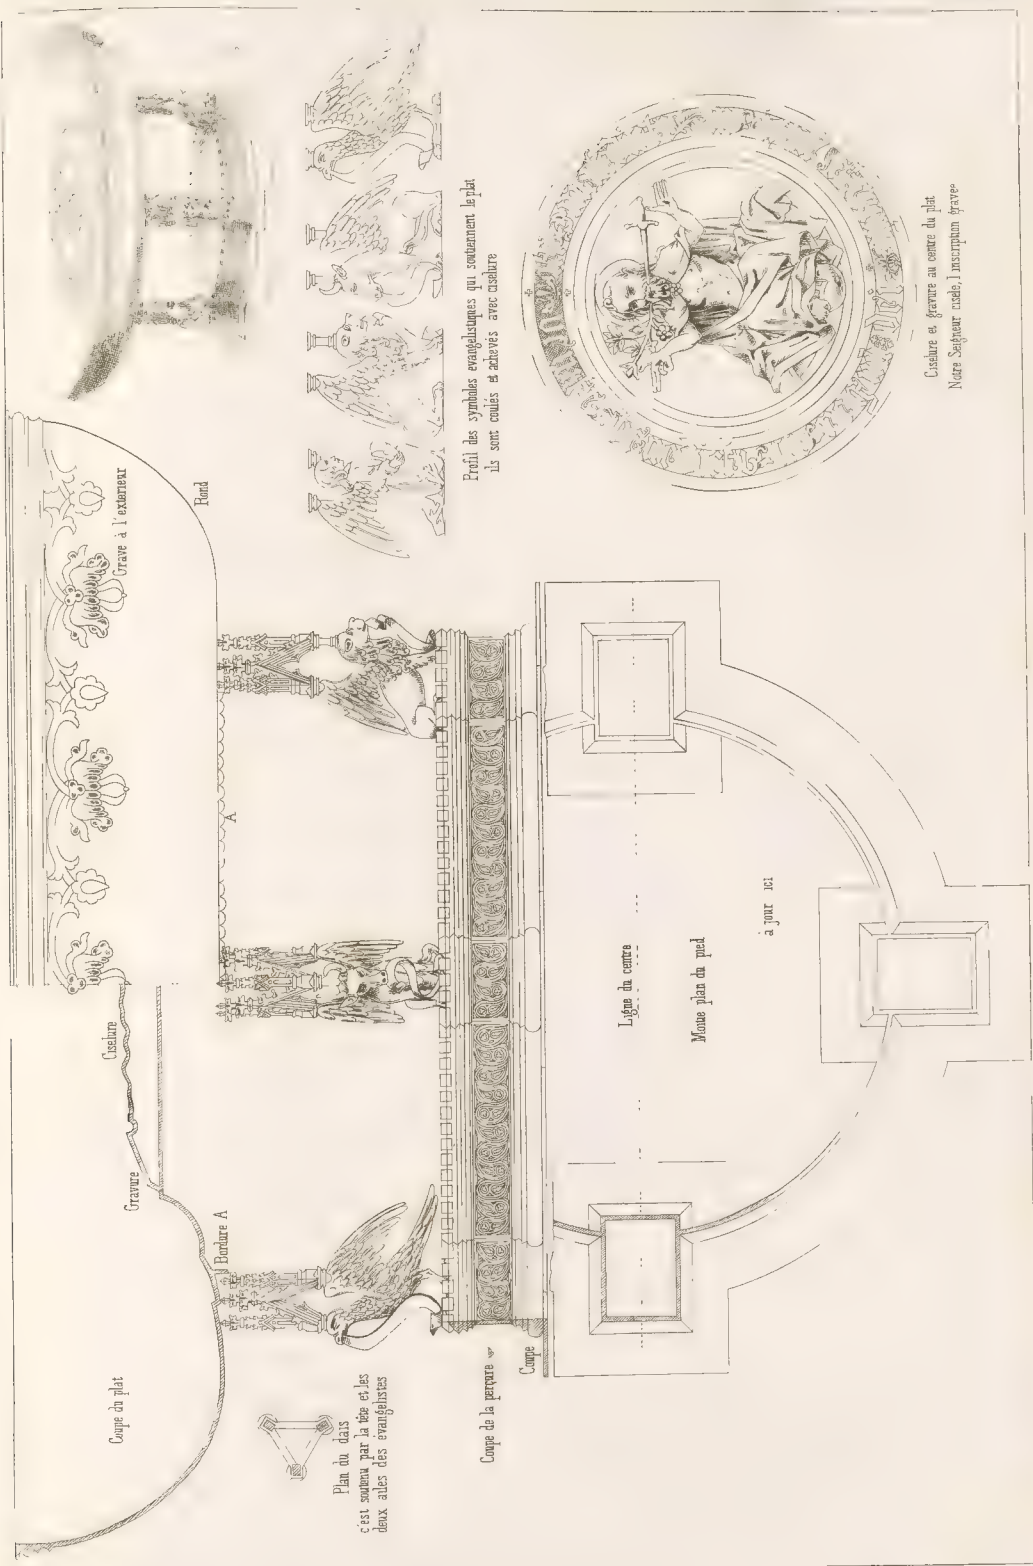 Coupe du plat
Gravure
Ciselure
Gravé à l'exterieur
Rond
Bordure A
A
Plan du dais
c'est soutenu par la tête et les
deux ailes des évangelistes
Profil des symboles evangelistiques qui soutiennent le plat
ils sont coulés et achevés avec ciselure
Coupe de la perçure
Coupe
Ligne du centre
Moitie plan du pied
à jour ici
Ciselure et gravure au centre du plat
Notre Seigneur ciselé, l inscription gravee